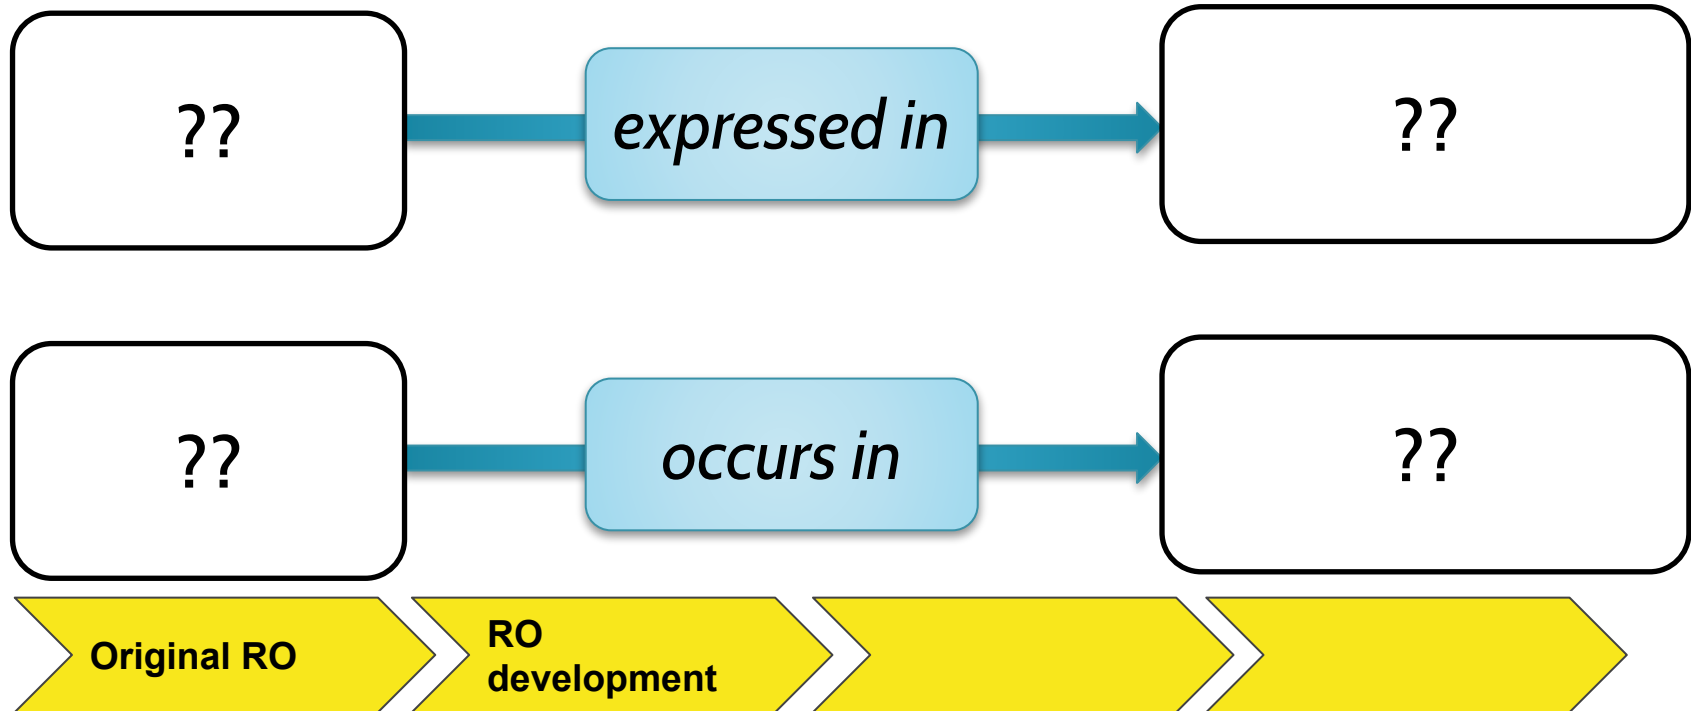 ??
expressed in
??
??
occurs in
??
Original RO
RO
development